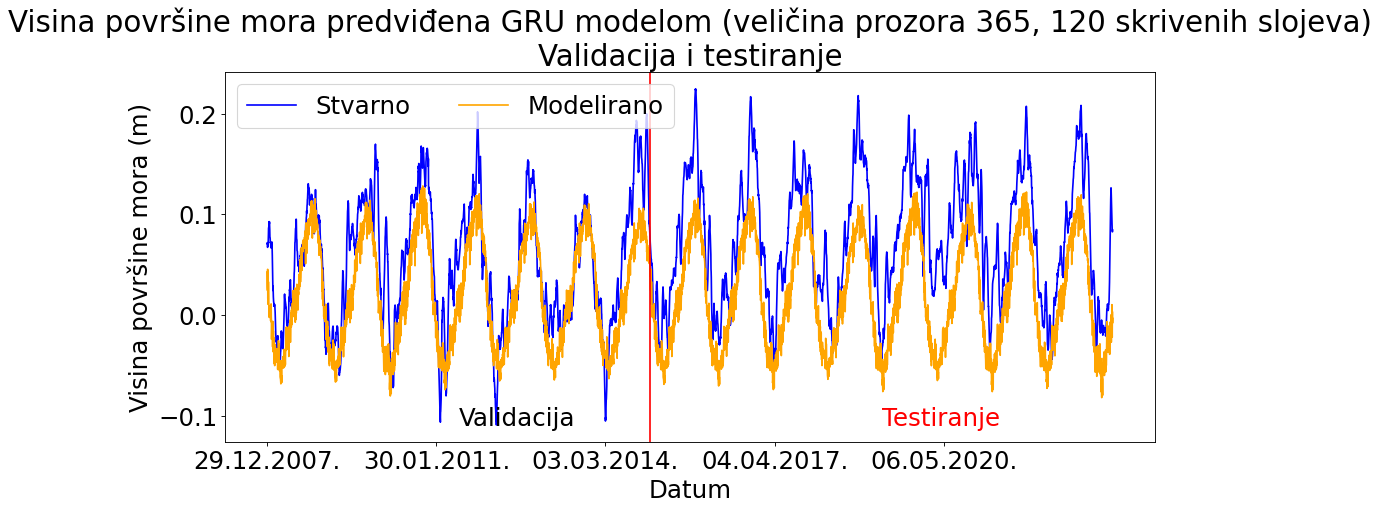 Visina površine mora predviđena GRU modelom (veličina prozora 365, 120 skrivenih slojeva)
Validacija i testiranje
Stvarno
Modelirano
Visina površine mora (m)
0.2
0.1
0.0
−0.1
Validacija
Testiranje
29.12.2007.
30.01.2011.
03.03.2014.
04.04.2017.
06.05.2020.
Datum